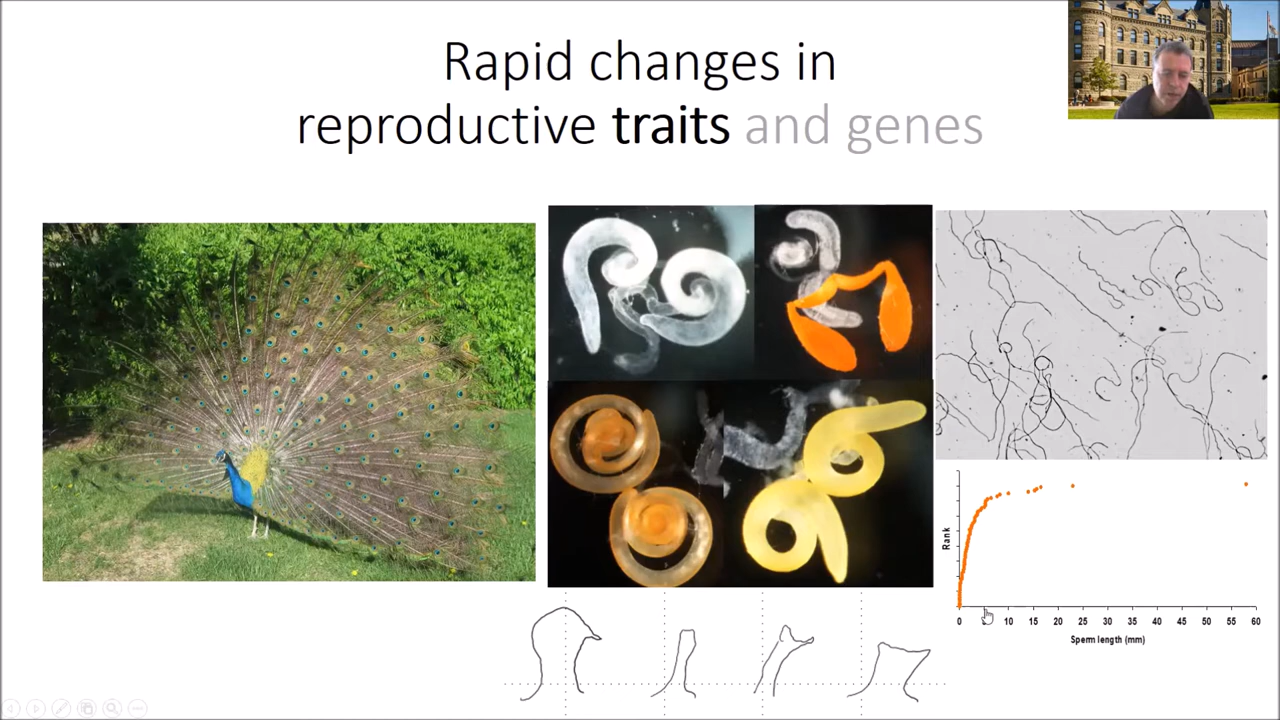 Rapid changes in
reproductive traits and genes
Rank
0 10 15 20 25 30 35 40 45 50 55 60
Sperm length (mm)